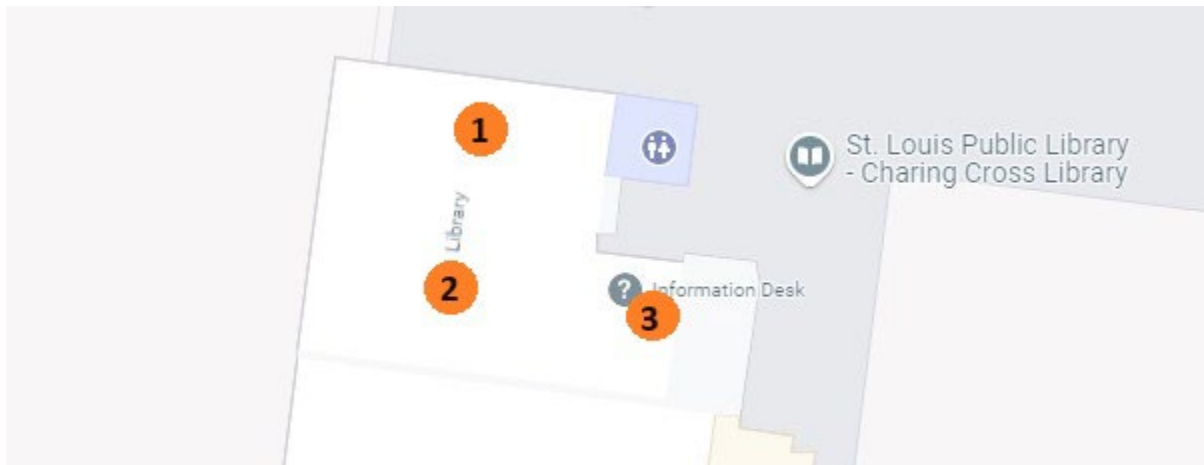 1
Library
2
3
? Information Desk
St. Louis Public Library
- Charing Cross Library